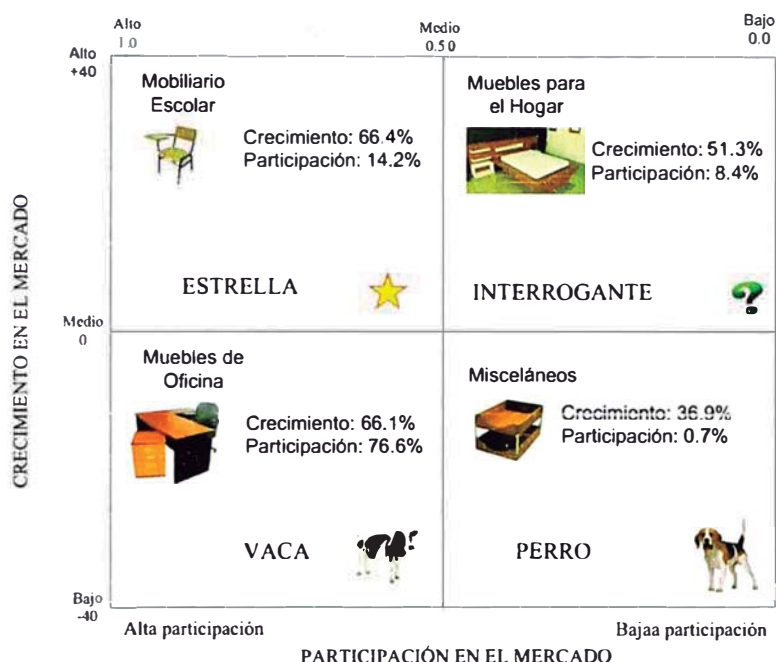 Alto
1.0
Medio
0.50
Bajo
0.0
Alto
+40
Mobiliario
Escolar
Crecimiento: 66.4%
Participación: 14.2%
ESTRELLA
Muebles para
el Hogar
Crecimiento: 51.3%
Participación: 8.4%
INTERROGANTE
CRECIMIENTO EN EL MERCADO
Medio
0
Muebles de
Oficina
Crecimiento: 66.1%
Participación: 76.6%
VACA
Misceláneos
Crecimiento: 36.9%
Participación: 0.7%
PERRO
Bajo
-40
Alta participación
Bajaa participación
PARTICIPACIÓN EN EL MERCADO